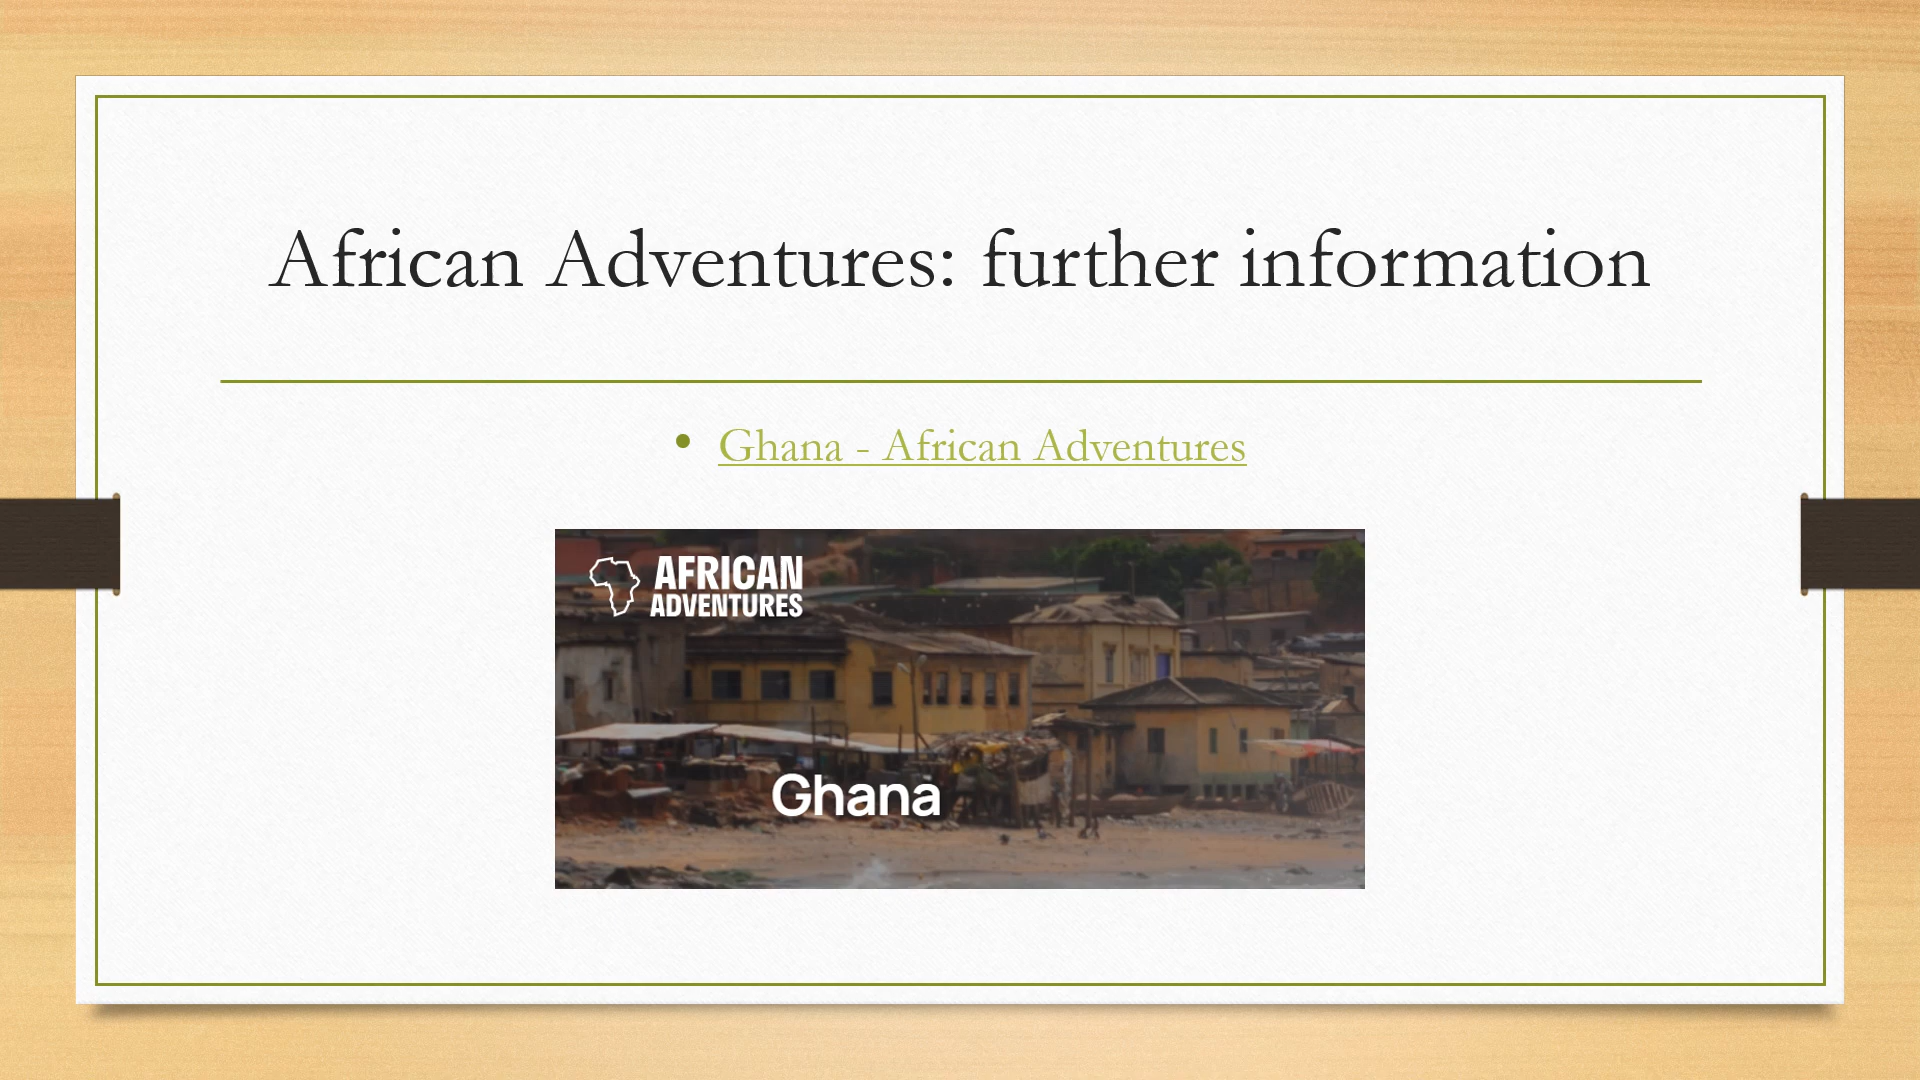 African Adventures: further information
• Ghana - African Adventures
AFRICAN
ADVENTURES
Ghana